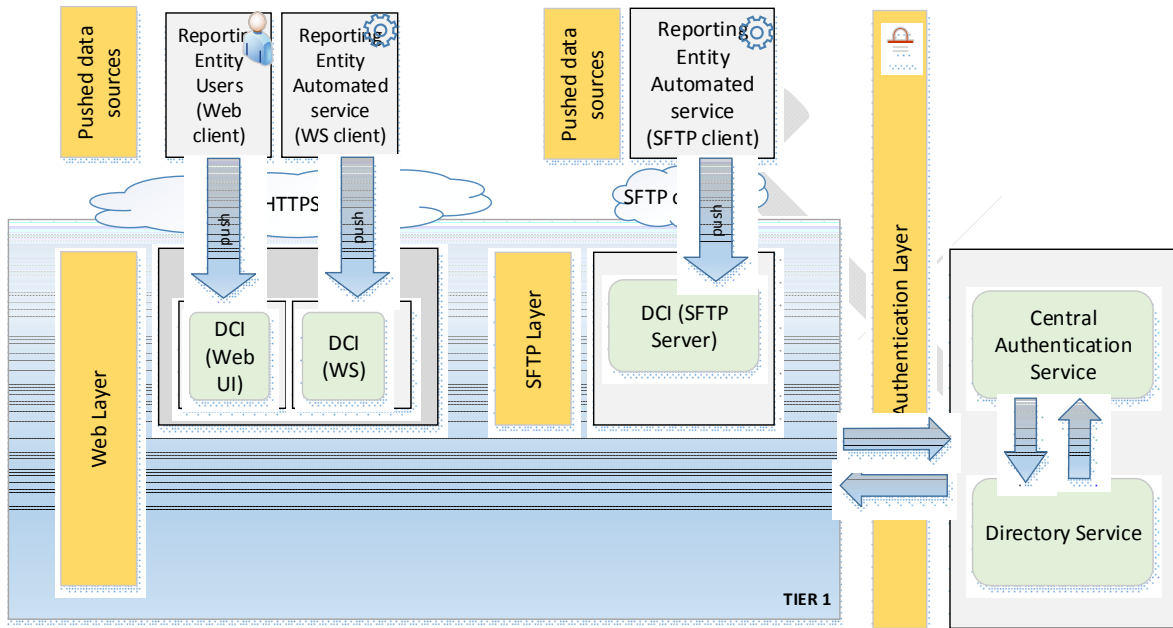 Pushed data
sources
Reporting
Entity
Users
(Web
client)
Reporting
Entity
Automated
service
(WS client)
Pushed data
sources
Reporting
Entity
Automated
service
(SFTP client)
HTTPS
SFTP
push
push
push
Web Layer
DCI
(Web
UI)
DCI
(WS)
SFTP Layer
DCI (SFTP
Server)
Authentication Layer
Central
Authentication
Service
Directory Service
TIER 1